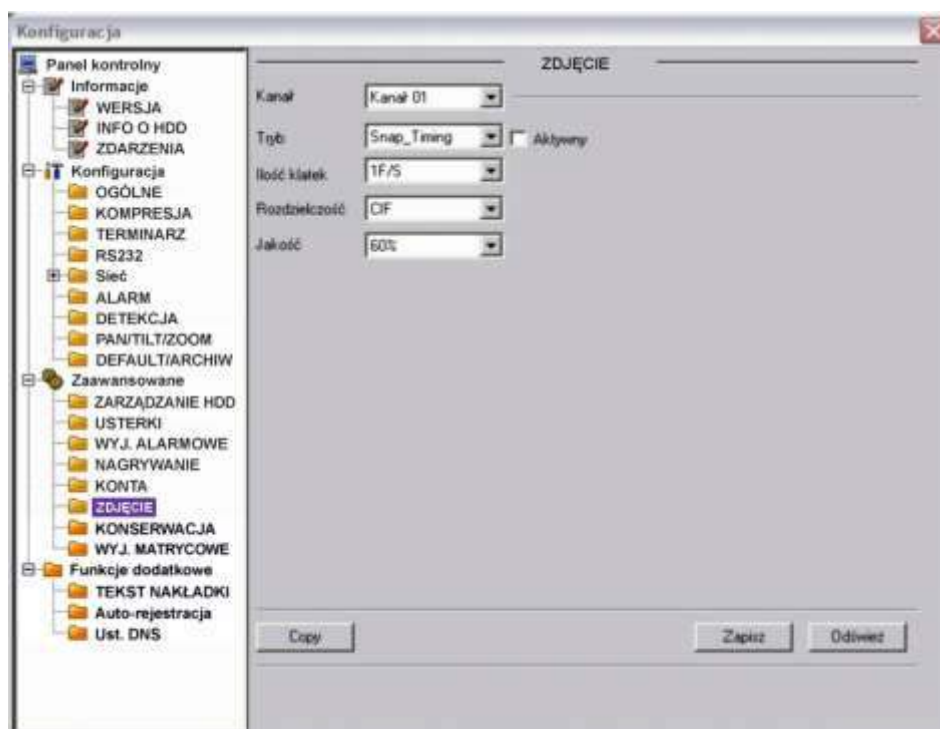 Konfiguracja
Panel kontrolny
Informacje
WERSJA
INFO O HDD
ZDARZENIA
Konfiguracja
OGÓLNE
KOMPRESJA
TERMINARZ
RS232
Sieć
ALARM
DETEKCJA
PAN/TILT/ZOOM
DEFAULT/ARCHIW
Zaawansowane
ZARZĄDZANIE HDD
USTERKI
WYJ. ALARMOWE
NAGRYWANIE
KONTA
ZDJĘCIE
KONSERWACJA
WYJ. MATRYCOWE
Funkcje dodatkowe
TEKST NAKŁADKI
Auto-rejestracja
Ust. DNS
ZDJĘCIE
Kanał Kanał 01
Tryb Snap_Timing Aktywny
Ilość klatek 1F/S
Rozdzielczość CIF
Jakość 60%
Copy Zapisz Odśwież